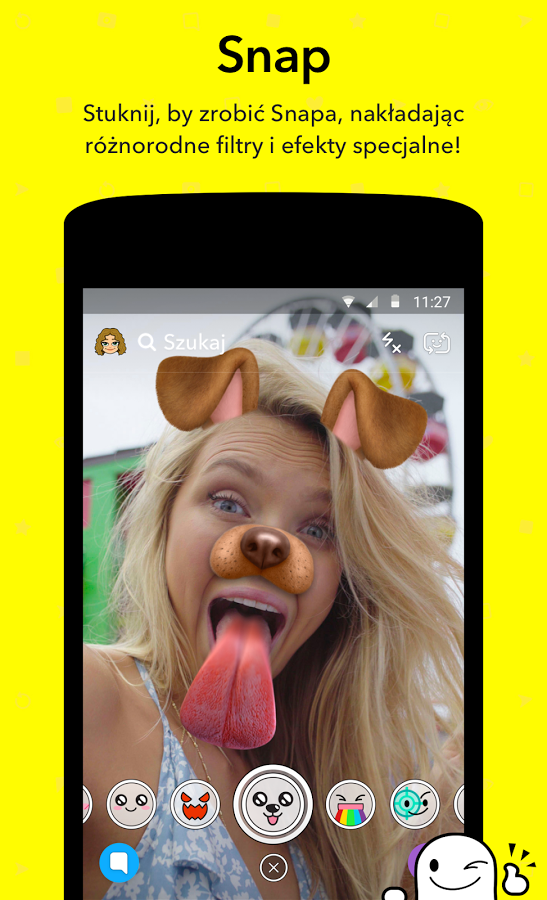 Snap
Stuknij, by zrobić Snapa, nakładając
różnorodne filtry i efekty specjalne!
11:27
Szukaj